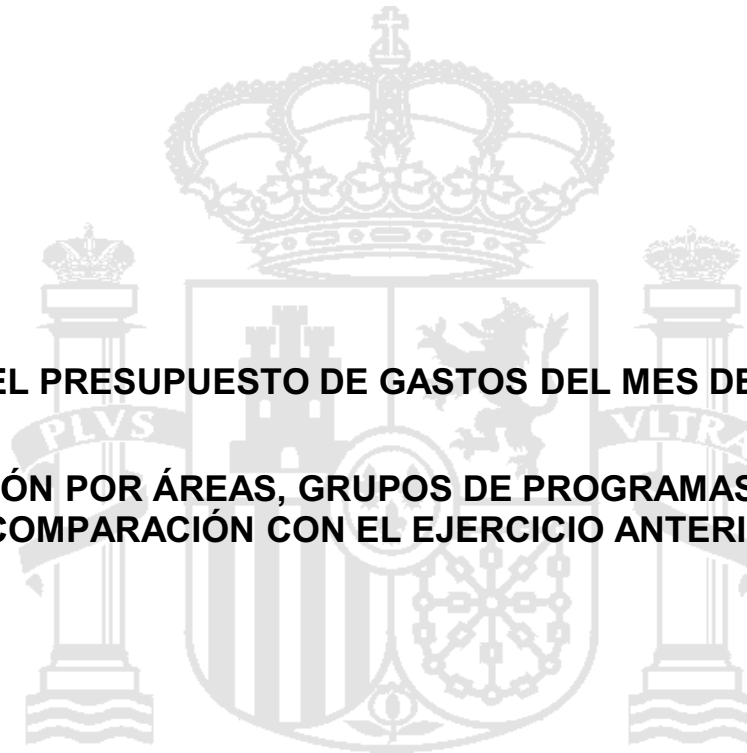 EL PRESUPUESTO DE GASTOS DEL MES DE
PLVS
VLTRA
ÓN POR ÁREAS, GRUPOS DE PROGRAMAS
COMPARACIÓN CON EL EJERCICIO ANTERI